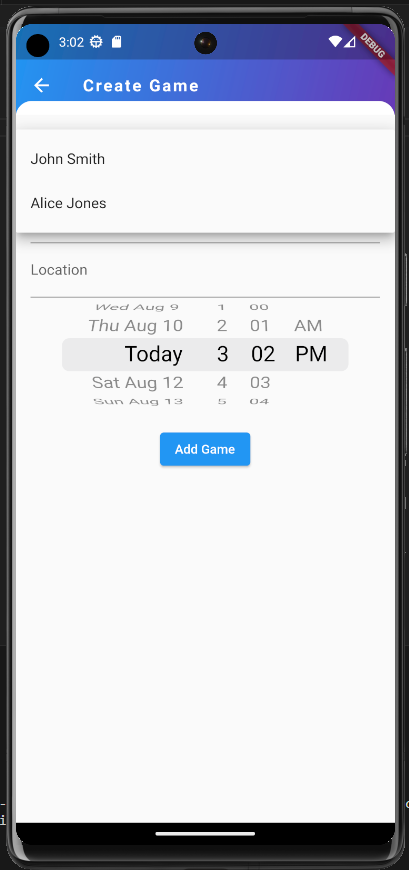 3:02
DEBUG
Create Game
John Smith
Alice Jones
Location
Wed Aug 9 1 00
Thu Aug 10 2 01 AM
Today 3 02 PM
Sat Aug 12 4 03
Sun Aug 13 5 04
Add Game